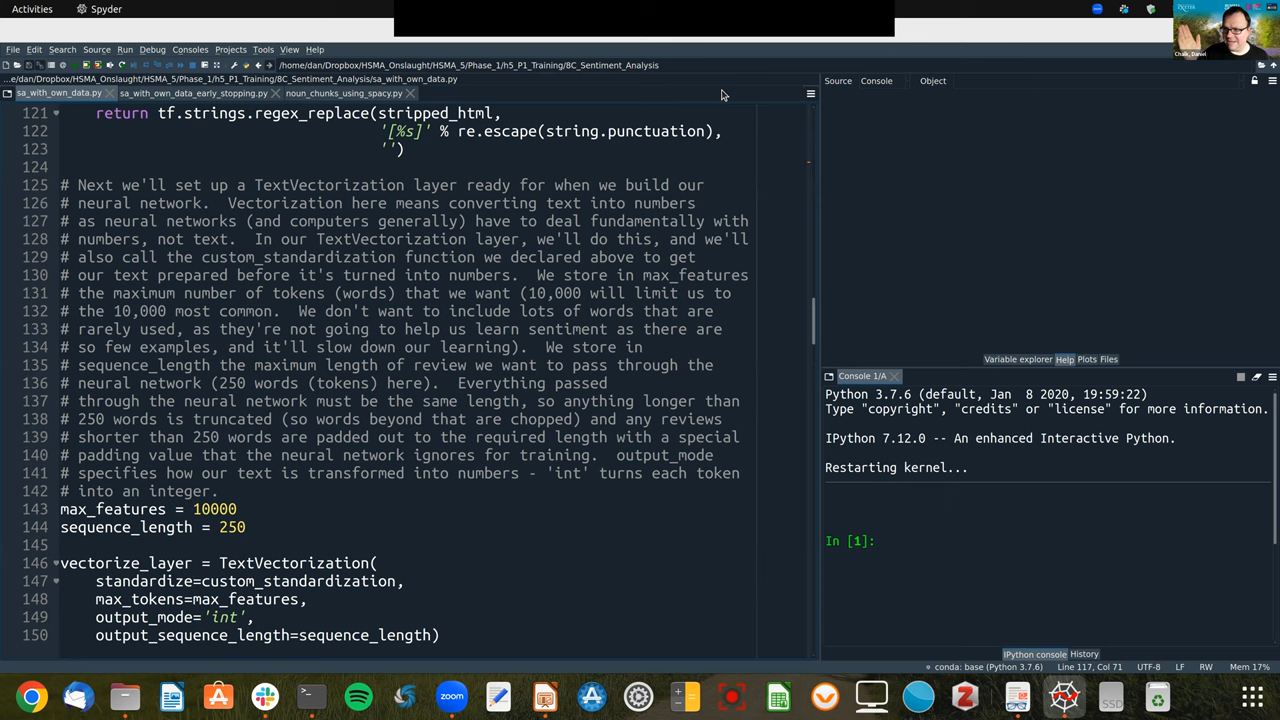 Activities
Spyder
Chalk, Daniel
File Edit Search Source Run Debug Consoles Projects Tools View Help
/home/dan/Dropbox/HSMA_Onslaught/HSMA_5/Phase_1/h5_P1_Training/8C_Sentiment_Analysis
...e/dan/Dropbox/HSMA_Onslaught/HSMA_5/Phase_1/h5_P1_Training/8C_Sentiment_Analysis/sa_with_own_data.py
sa_with_own_data.py sa_with_own_data_early_stopping.py noun_chunks_using_spacy.py
121 return tf.strings.regex_replace(stripped_html,
122 '[%s]' % re.escape(string.punctuation),
123 '')
124
125 # Next we'll set up a TextVectorization layer ready for when we build our
126 # neural network.  Vectorization here means converting text into numbers
127 # as neural networks (and computers generally) have to deal fundamentally with
128 # numbers, not text.  In our TextVectorization layer, we'll do this, and we'll
129 # also call the custom_standardization function we declared above to get
130 # our text prepared before it's turned into numbers.  We store in max_features
131 # the maximum number of tokens (words) that we want (10,000 will limit us to
132 # the 10,000 most common.  We don't want to include lots of words that are
133 # rarely used, as they're not going to help us learn sentiment as there are
134 # so few examples, and it'll slow down our learning).  We store in
135 # sequence_length the maximum length of review we want to pass through the
136 # neural network (250 words (tokens) here).  Everything passed
137 # through the neural network must be the same length, so anything longer than
138 # 250 words is truncated (so words beyond that are chopped) and any reviews
139 # shorter than 250 words are padded out to the required length with a special
140 # padding value that the neural network ignores for training.  output_mode
141 # specifies how our text is transformed into numbers - 'int' turns each token
142 # into an integer.
143 max_features = 10000
144 sequence_length = 250
145
146 vectorize_layer = TextVectorization(
147 standardize=custom_standardization,
148 max_tokens=max_features,
149 output_mode='int',
150 output_sequence_length=sequence_length)
Source Console Object
Variable explorer Help Plots Files
Console 1/A
Python 3.7.6 (default, Jan  8 2020, 19:59:22)
Type "copyright", "credits" or "license" for more information.
IPython 7.12.0 -- An enhanced Interactive Python.
Restarting kernel...
In [1]:
IPython console History
conda: base (Python 3.7.6) Line 117, Col 71 UTF-8 LF RW Mem 17%
zoom
SSD